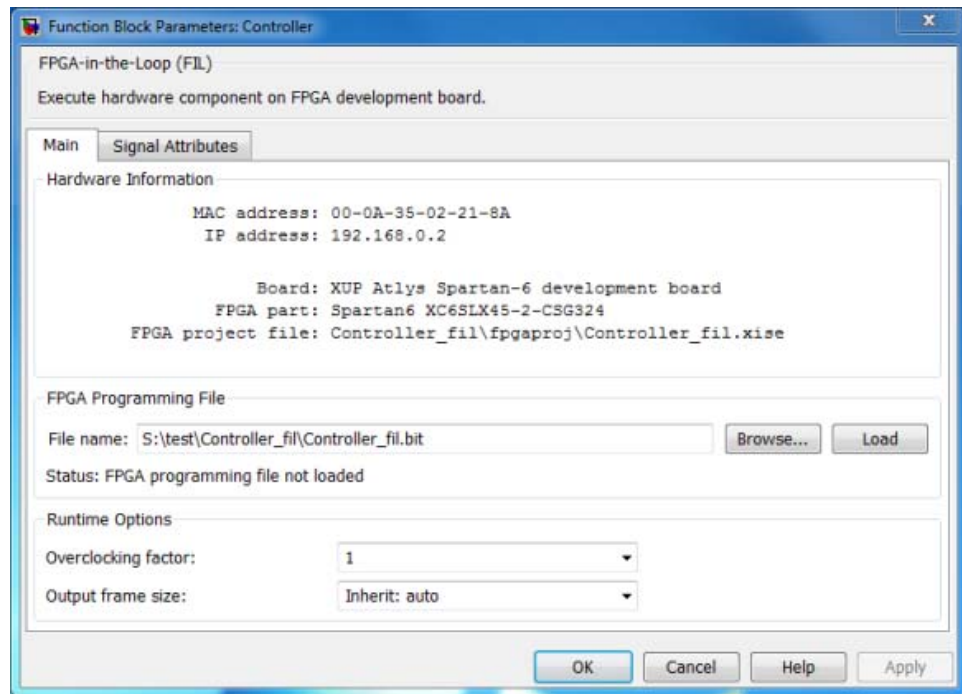 Function Block Parameters: Controller
FPGA-in-the-Loop (FIL)
Execute hardware component on FPGA development board.
Main Signal Attributes
Hardware Information
MAC address: 00-0A-35-02-21-8A
IP address: 192.168.0.2
Board: XUP Atlys Spartan-6 development board
FPGA part: Spartan6 XC6SLX45-2-CSG324
FPGA project file: Controller_fil\fpgaproj\Controller_fil.xise
FPGA Programming File
File name: S:\test\Controller_fil\Controller_fil.bit Browse... Load
Status: FPGA programming file not loaded
Runtime Options
Overclocking factor: 1
Output frame size: Inherit: auto
OK Cancel Help Apply